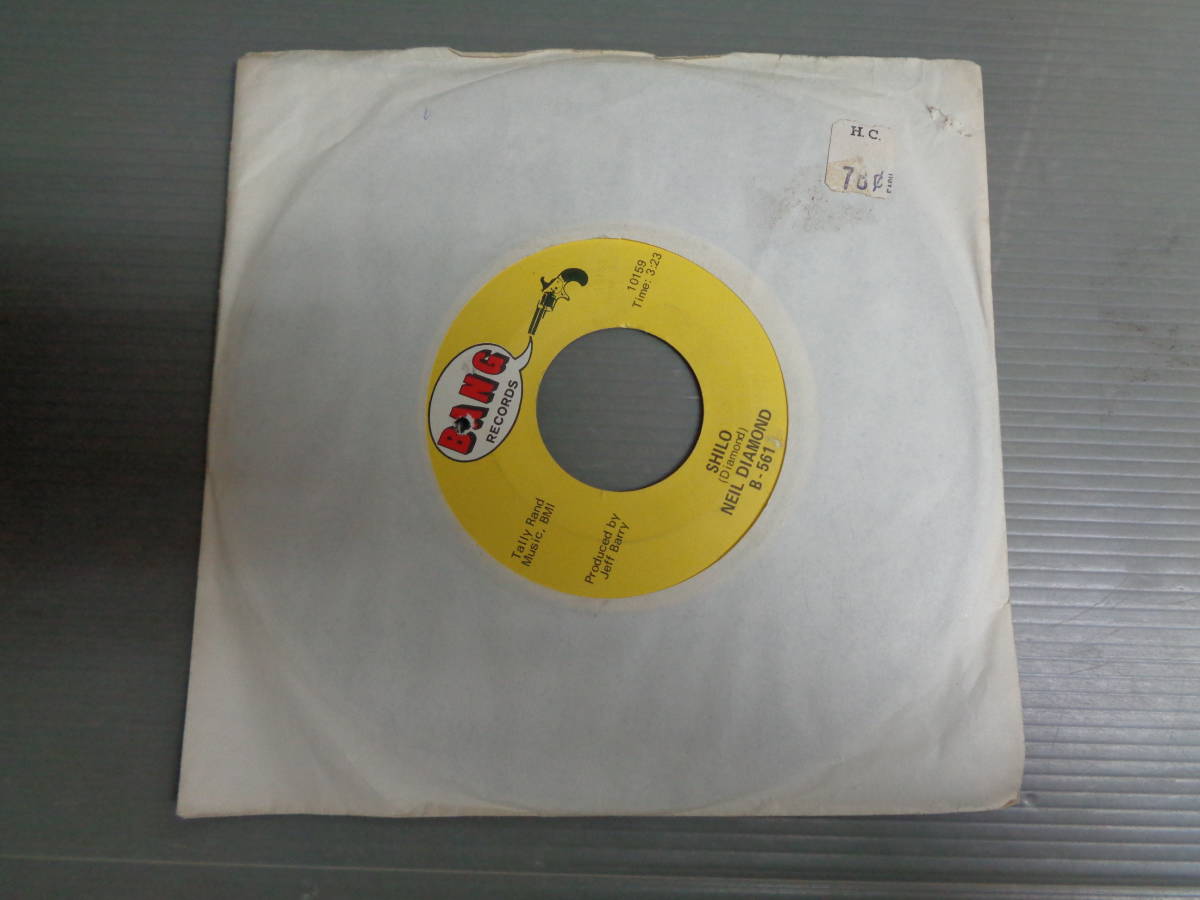 H. C.
BANG
RECORDS
10159
Time: 3:23
SHILO
(Diamond)
NEIL DIAMOND
B-561
Tally Rand
Music, BMI
Produced by
Jeff Barry